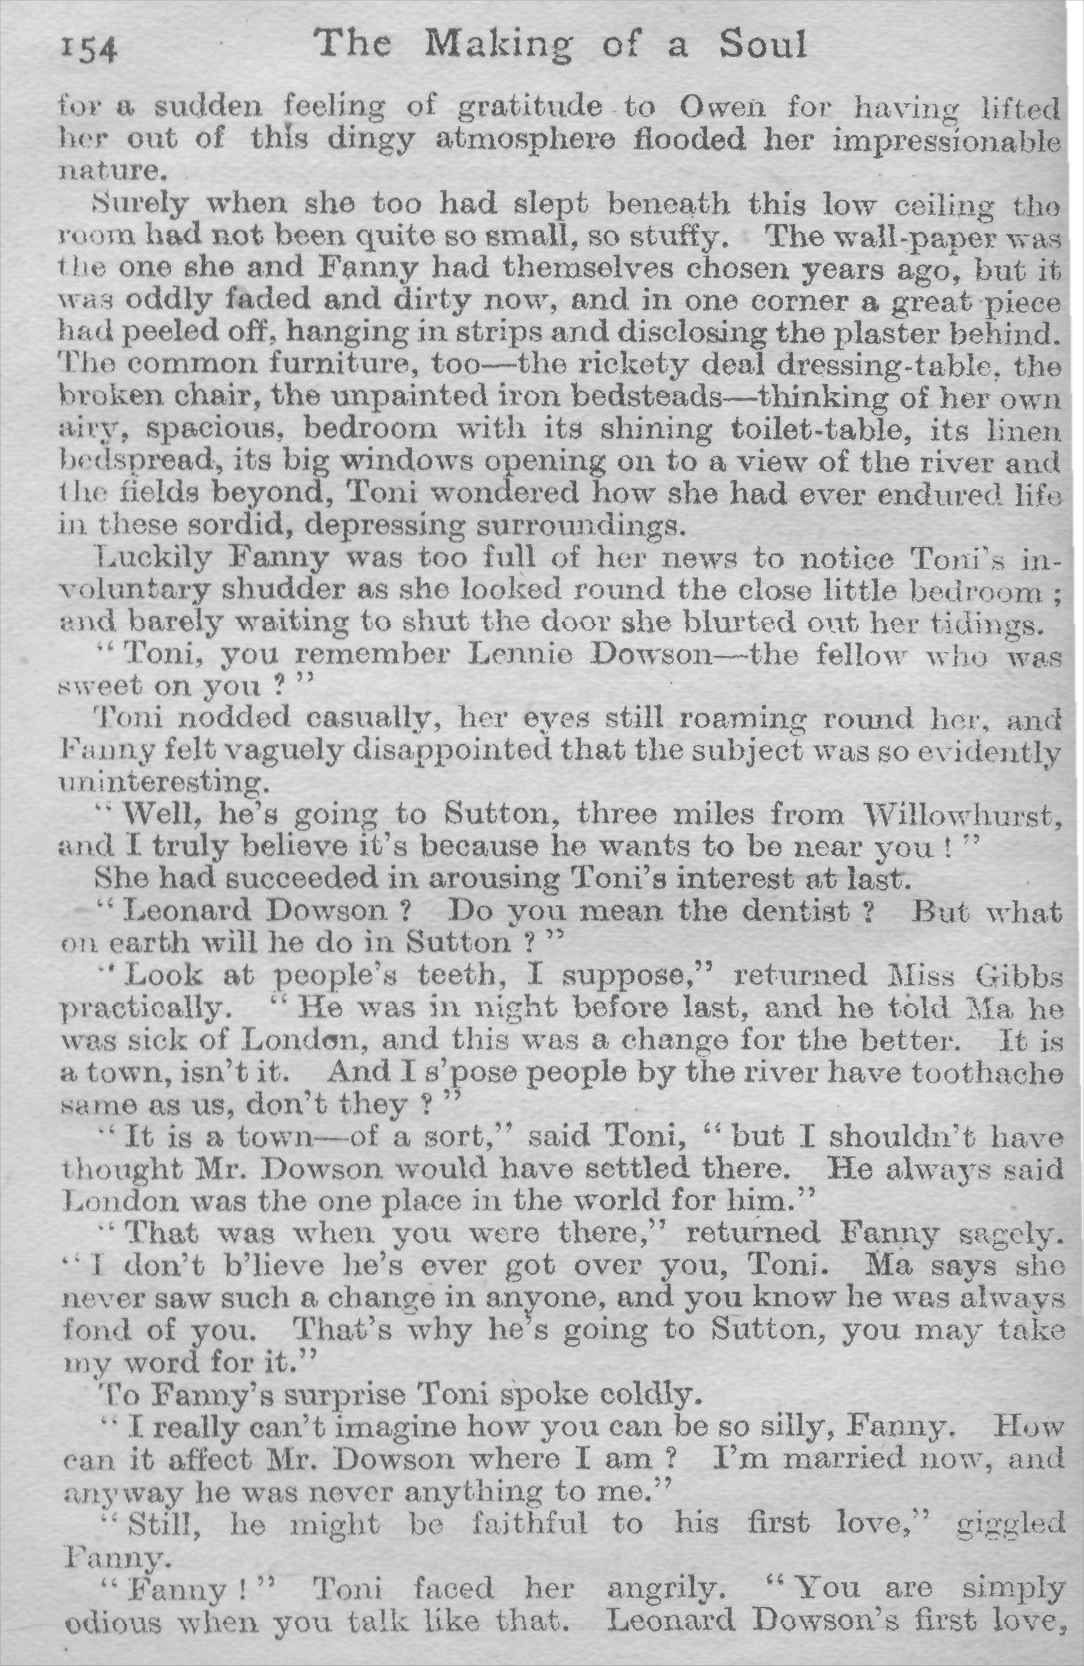 154 The Making of a Soul
for a sudden feeling of gratitude to Owen for having lifted
her out of this dingy atmosphere flooded her impressionable
nature.
Surely when she too had slept beneath this low ceiling the
room had not been quite so small, so stuffy. The wall-paper was
the one she and Fanny had themselves chosen years ago, but it
was oddly faded and dirty now, and in one corner a great piece
had peeled off, hanging in strips and disclosing the plaster behind.
The common furniture, too—the rickety deal dressing-table, the
broken chair, the unpainted iron bedsteads—thinking of her own
airy, spacious, bedroom with its shining toilet-table, its linen
bedspread, its big windows opening on to a view of the river and
the fields beyond, Toni wondered how she had ever endured life
in these sordid, depressing surroundings.
Luckily Fanny was too full of her news to notice Toni's in-
voluntary shudder as she looked round the close little bedroom ;
and barely waiting to shut the door she blurted out her tidings.
“ Toni, you remember Lennie Dowson—the fellow who was
sweet on you ? ”
Toni nodded casually, her eyes still roaming round her, and
Fanny felt vaguely disappointed that the subject was so evidently
uninteresting.
“ Well, he's going to Sutton, three miles from Willowhurst,
and I truly believe it's because he wants to be near you ! ”
She had succeeded in arousing Toni's interest at last.
“ Leonard Dowson ? Do you mean the dentist ? But what
on earth will he do in Sutton ? ”
“ Look at people's teeth, I suppose,” returned Miss Gibbs
practically. “ He was in night before last, and he told Ma he
was sick of London, and this was a change for the better. It is
a town, isn't it. And I s'pose people by the river have toothache
same as us, don't they ? ”
“ It is a town—of a sort,” said Toni, “ but I shouldn't have
thought Mr. Dowson would have settled there. He always said
London was the one place in the world for him.”
“ That was when you were there,” returned Fanny sagely.
“ I don't b'lieve he's ever got over you, Toni. Ma says she
never saw such a change in anyone, and you know he was always
fond of you. That's why he's going to Sutton, you may take
my word for it.”
To Fanny's surprise Toni spoke coldly.
“ I really can't imagine how you can be so silly, Fanny. How
can it affect Mr. Dowson where I am ? I'm married now, and
anyway he was never anything to me.”
“ Still, he might be faithful to his first love,” giggled
Fanny.
“ Fanny ! ” Toni faced her angrily. “ You are simply
odious when you talk like that. Leonard Dowson's first love,